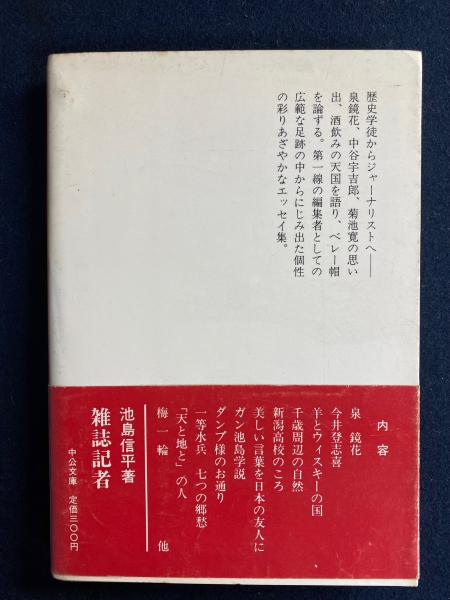 歴史学徒からジャーナリストへ――
泉鏡花、中谷宇吉郎、菊池寛の思い
出、酒飲みの天国を語り、ベレー帽
を論ずる。第一線の編集者としての
広範な足跡の中からにじみ出た個性
の彩りあざやかなエッセイ集。
内容
泉 鏡花
今井登志喜
羊とウィスキーの国
千歳周辺の自然
新潟高校のころ
美しい言葉を日本の友人に
ガン池島学説
ダンプ様のお通り
一等水兵 七つの郷愁
「天と地と」の人
梅一輪 他
池島信平著
雑誌記者
中公文庫 定価三〇〇円